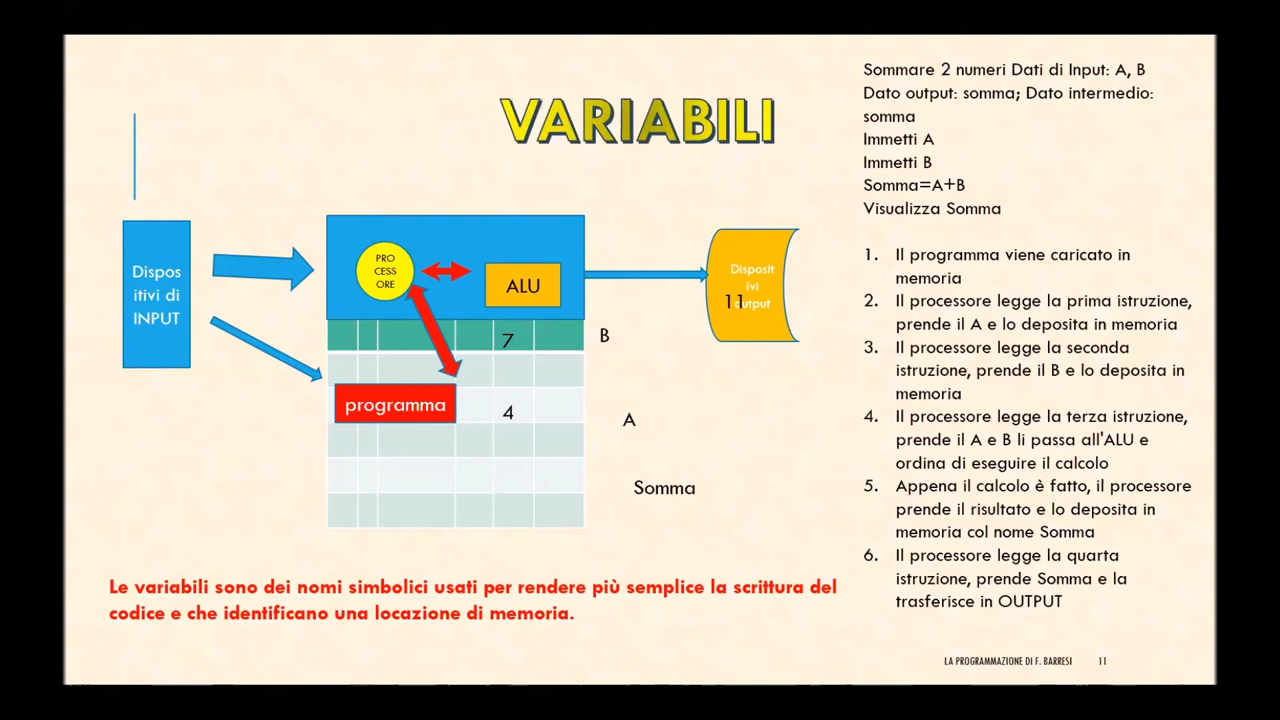 VARIABILI
Sommare 2 numeri Dati di Input: A, B
Dato output: somma; Dato intermedio:
somma
Immetti A
Immetti B
Somma=A+B
Visualizza Somma
1. Il programma viene caricato in
memoria
2. Il processore legge la prima istruzione,
prende il A e lo deposita in memoria
3. Il processore legge la seconda
istruzione, prende il B e lo deposita in
memoria
4. Il processore legge la terza istruzione,
prende il A e B li passa all'ALU e
ordina di eseguire il calcolo
5. Appena il calcolo è fatto, il processore
prende il risultato e lo deposita in
memoria col nome Somma
6. Il processore legge la quarta
istruzione, prende Somma e la
trasferisce in OUTPUT
Dispos
itivi di
INPUT
PRO
CESS
ORE
ALU
Disposit
ivi
output
11
7
B
programma
4
A
Somma
Le variabili sono dei nomi simbolici usati per rendere più semplice la scrittura del
codice e che identificano una locazione di memoria.
LA PROGRAMMAZIONE DI F. BARRESI 11